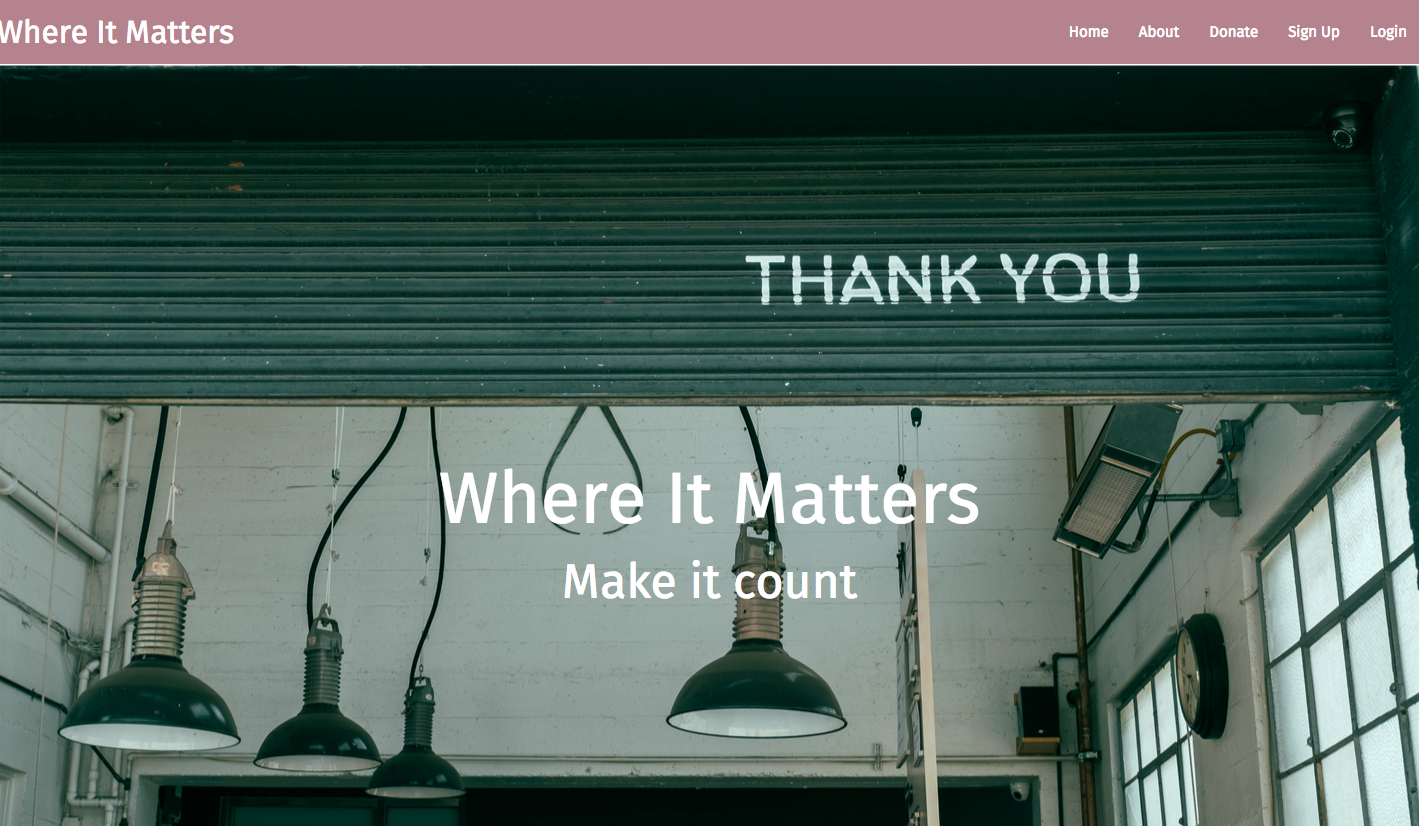 Where It Matters
Home About Donate Sign Up Login
THANK YOU
Where It Matters
Make it count